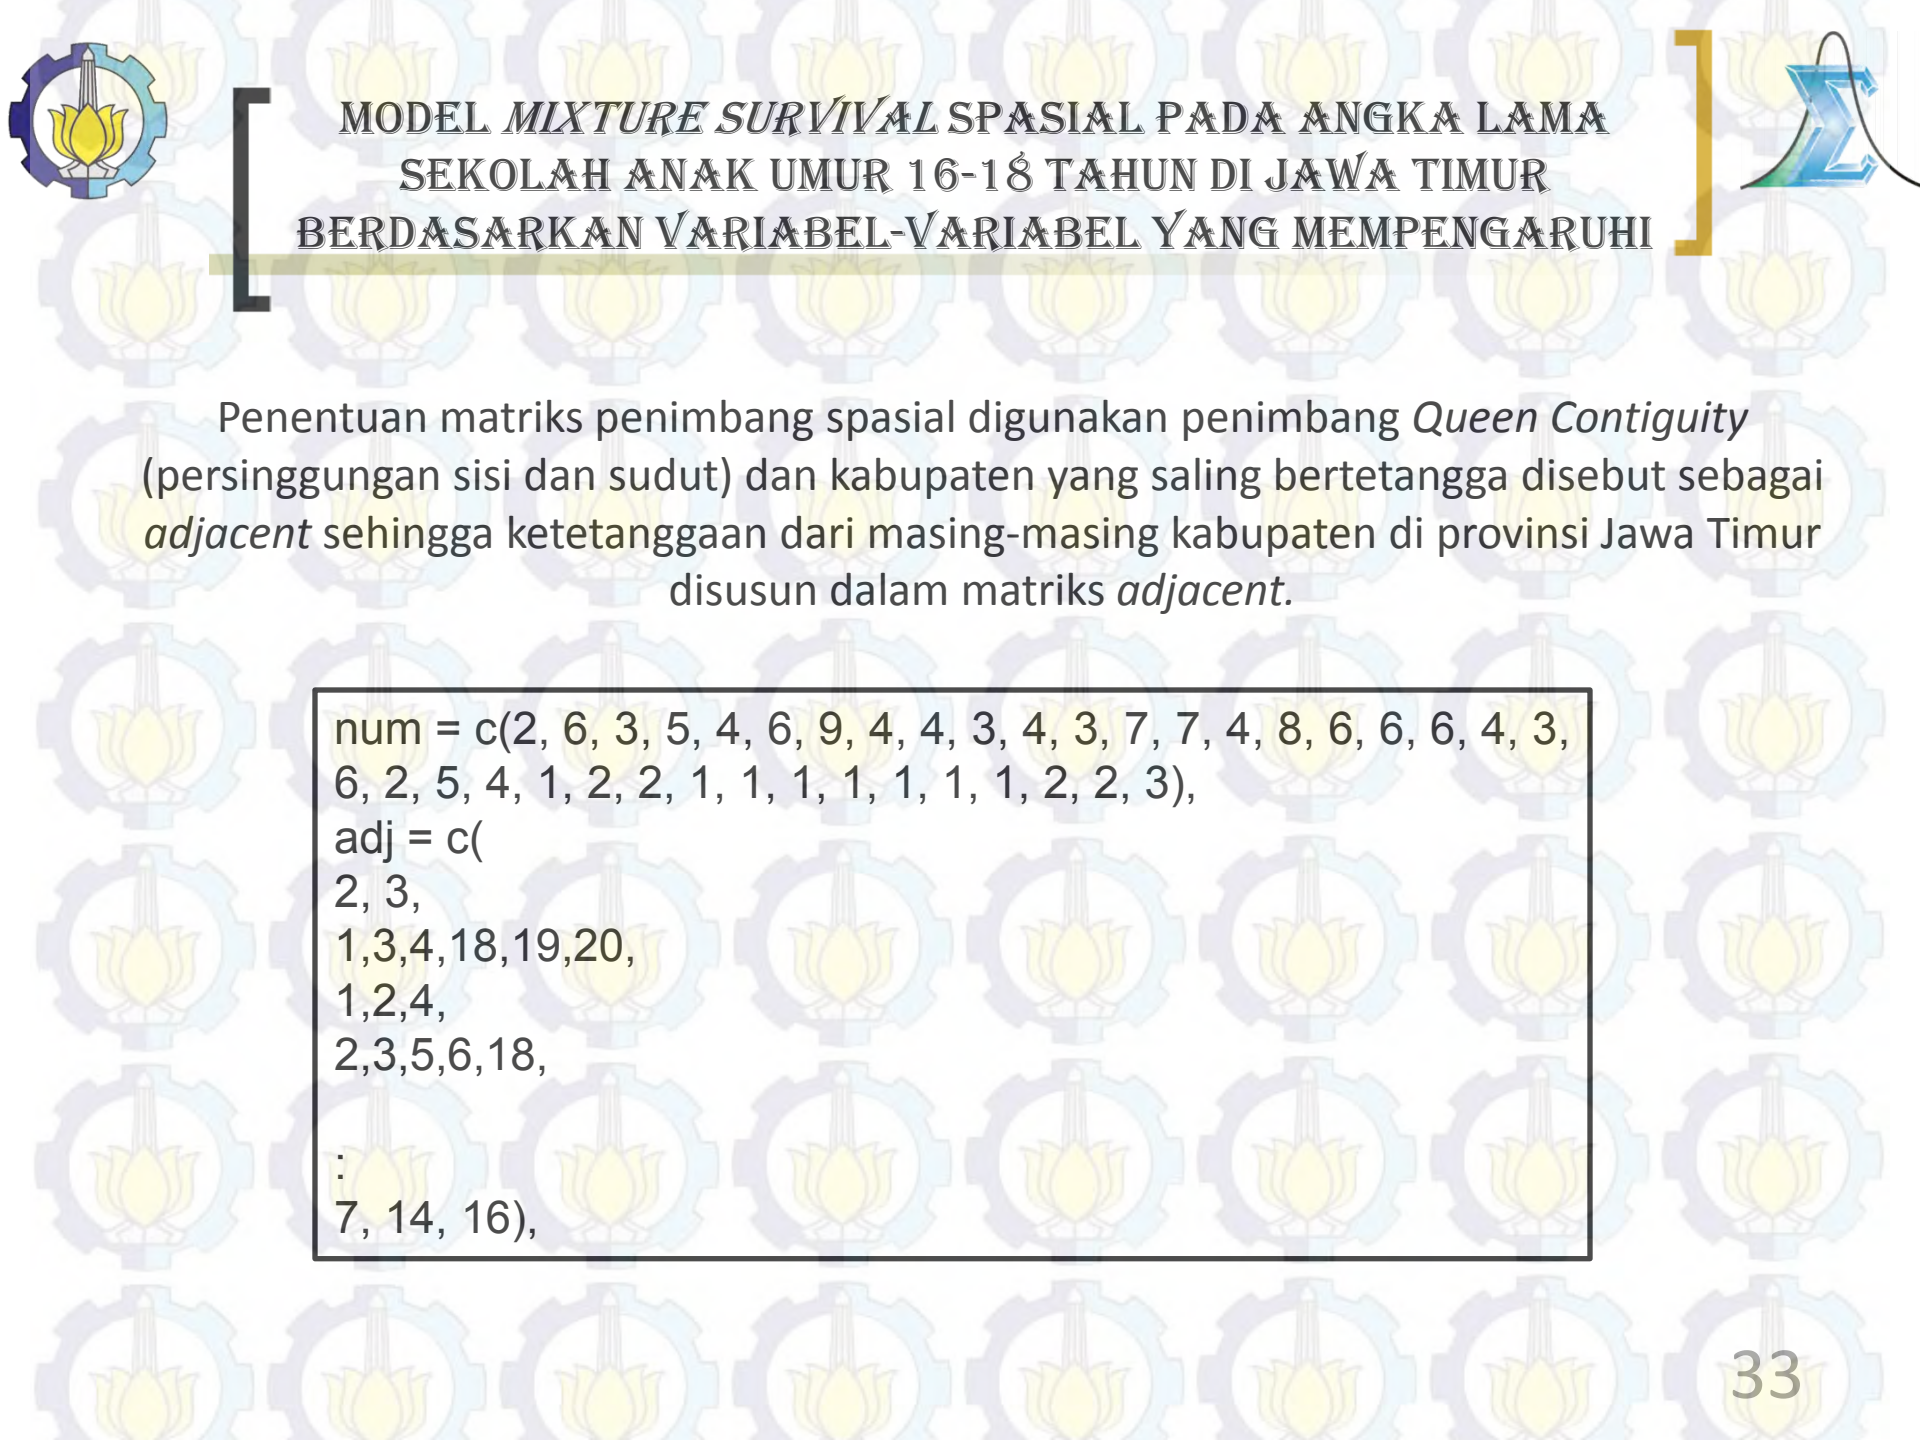 MODEL MIXTURE SURVIVAL SPASIAL PADA ANGKA LAMA
SEKOLAH ANAK UMUR 16-18 TAHUN DI JAWA TIMUR
BERDASARKAN VARIABEL-VARIABEL YANG MEMPENGARUHI
Penentuan matriks penimbang spasial digunakan penimbang Queen Contiguity
(persinggungan sisi dan sudut) dan kabupaten yang saling bertetangga disebut sebagai
adjacent sehingga ketetanggaan dari masing-masing kabupaten di provinsi Jawa Timur
disusun dalam matriks adjacent.
num = c(2, 6, 3, 5, 4, 6, 9, 4, 4, 3, 4, 3, 7, 7, 4, 8, 6, 6, 6, 4, 3,
6, 2, 5, 4, 1, 2, 2, 1, 1, 1, 1, 1, 1, 1, 2, 2, 3),
adj = c(
2, 3,
1,3,4,18,19,20,
1,2,4,
2,3,5,6,18,
:
7, 14, 16),
33